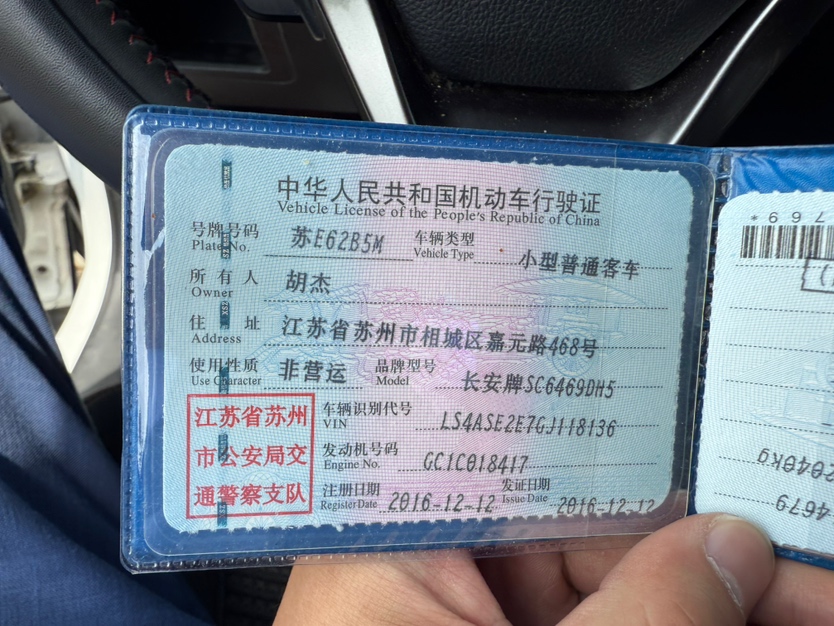 中华人民共和国机动车行驶证
Vehicle License of the People's Republic of China
号牌号码 苏E62B5M 车辆类型 小型普通客车
Plate No. Vehicle Type
所有人 胡杰
Owner
住址 江苏省苏州市相城区嘉元路468号
Address
使用性质 非营运 品牌型号 长安牌SC6469DH5
Use Character Model
江苏省苏州
市公安局交
通警察支队
车辆识别代号 LS4ASE2E7GJ118136
VIN
发动机号码 GC1C018417
Engine No.
注册日期 2016-12-12 发证日期 2016-12-12
Register Date Issue Date